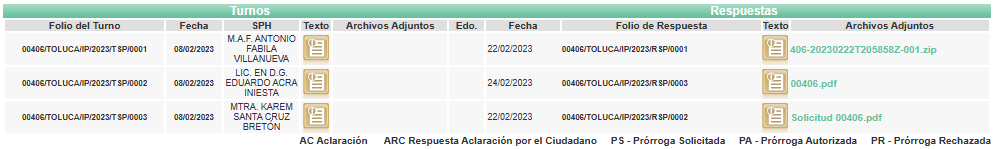 Turnos Respuestas
Folio del Turno Fecha SPH Texto Archivos Adjuntos Edo. Fecha Folio de Respuesta Texto Archivos Adjuntos
M.A.F. ANTONIO
00406/TOLUCA/IP/2023/TSP/0001 08/02/2023 FABILA 22/02/2023 00406/TOLUCA/IP/2023/RSP/0001 406-20230222T205858Z-001.zip
VILLANUEVA
LIC. EN D.G.
00406/TOLUCA/IP/2023/TSP/0002 08/02/2023 EDUARDO ACRA 24/02/2023 00406/TOLUCA/IP/2023/RSP/0003 00406.pdf
INIESTA
MTRA. KAREM
00406/TOLUCA/IP/2023/TSP/0003 08/02/2023 SANTA CRUZ 22/02/2023 00406/TOLUCA/IP/2023/RSP/0002 Solicitud 00406.pdf
BRETÓN
AC Aclaración ARC Respuesta Aclaración por el Ciudadano PS - Prórroga Solicitada PA - Prórroga Autorizada PR - Prórroga Rechazada